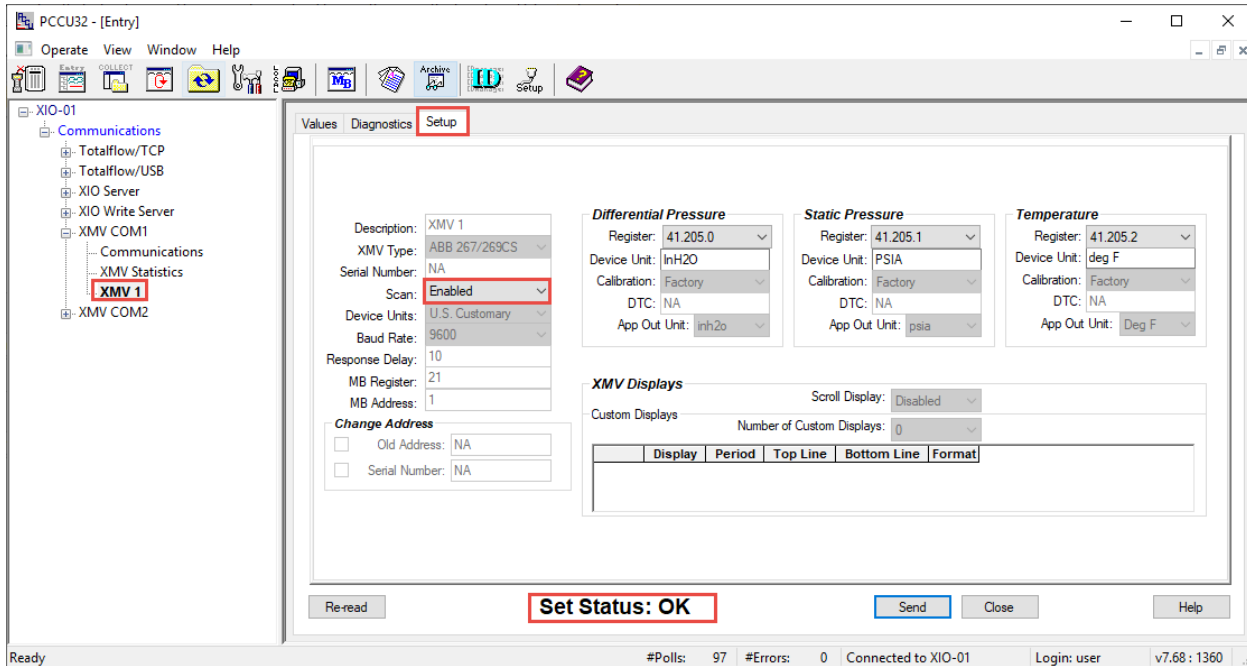 PCCU32 - [Entry]
Operate View Window Help
Entry COLLECT MB Archive ID Manager Setup
XIO-01
Communications
Totalflow/TCP
Totalflow/USB
XIO Server
XIO Write Server
XMV COM1
Communications
XMV Statistics
XMV 1
XMV COM2
Values Diagnostics Setup
Description: XMV 1
XMV Type: ABB 267/269CS
Serial Number: NA
Scan: Enabled
Device Units: U.S. Customary
Baud Rate: 9600
Response Delay: 10
MB Register: 21
MB Address: 1
Change Address
Old Address: NA
Serial Number: NA
Differential Pressure
Register: 41.205.0
Device Unit: InH2O
Calibration: Factory
DTC: NA
App Out Unit: inh2o
Static Pressure
Register: 41.205.1
Device Unit: PSIA
Calibration: Factory
DTC: NA
App Out Unit: psia
Temperature
Register: 41.205.2
Device Unit: deg F
Calibration: Factory
DTC: NA
App Out Unit: Deg F
XMV Displays
Scroll Display: Disabled
Custom Displays
Number of Custom Displays: 0
Display Period Top Line Bottom Line Format
Re-read Set Status: OK Send Close Help
Ready #Polls: 97 #Errors: 0 Connected to XIO-01 Login: user v7.68 : 1360